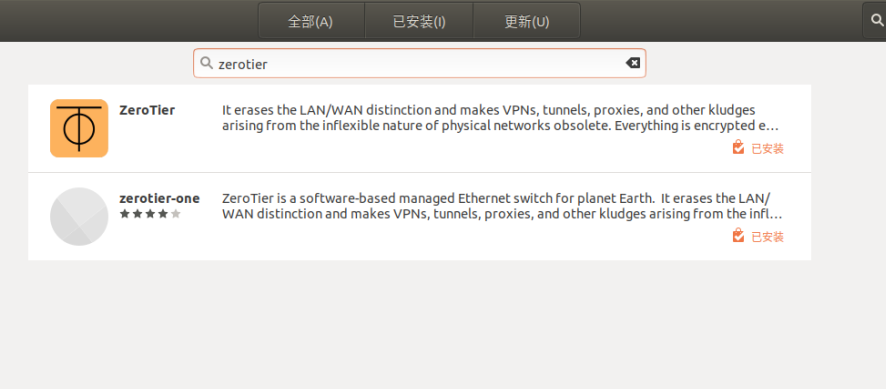 全部(A) 已安装(I) 更新(U)
zerotier
ZeroTier
It erases the LAN/WAN distinction and makes VPNs, tunnels, proxies, and other kludges
arising from the inflexible nature of physical networks obsolete. Everything is encrypted e…
已安装
zerotier-one
ZeroTier is a software-based managed Ethernet switch for planet Earth.  It erases the LAN/
WAN distinction and makes VPNs, tunnels, proxies, and other kludges arising from the infl…
已安装